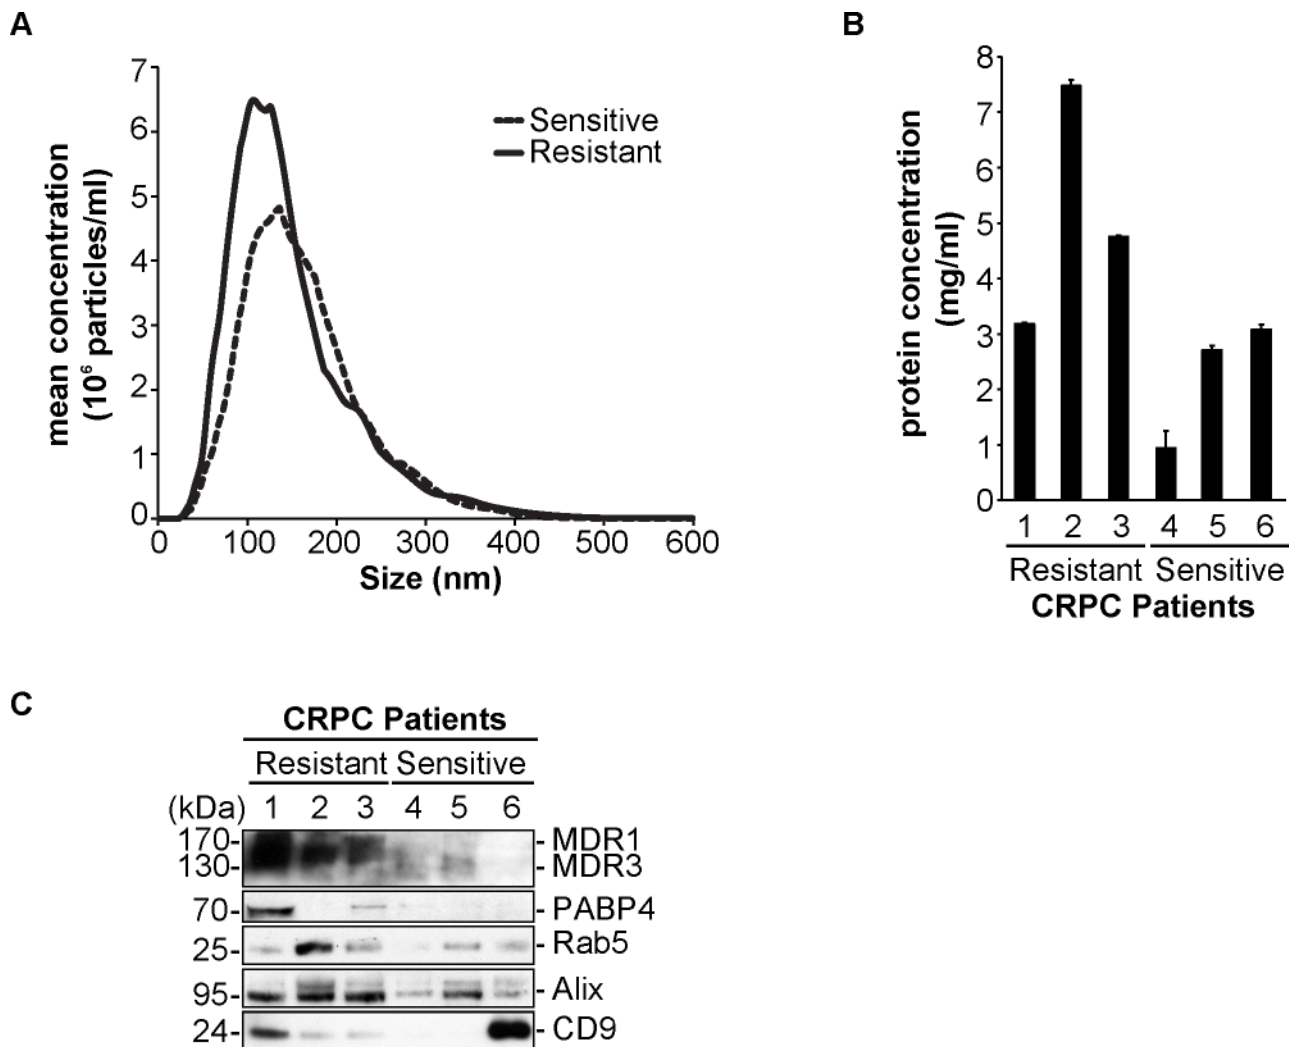 A
mean concentration
(10⁶ particles/ml)
7
6
5
4
3
2
1
0
0 100 200 300 400 500 600
Size (nm)
Sensitive
Resistant
B
protein concentration
(mg/ml)
8
7
6
5
4
3
2
1
0
1 2 3 4 5 6
Resistant Sensitive
CRPC Patients
C
CRPC Patients
Resistant Sensitive
(kDa) 1 2 3 4 5 6
170- - MDR1
130- - MDR3
70- - PABP4
25- - Rab5
95- - Alix
24- - CD9